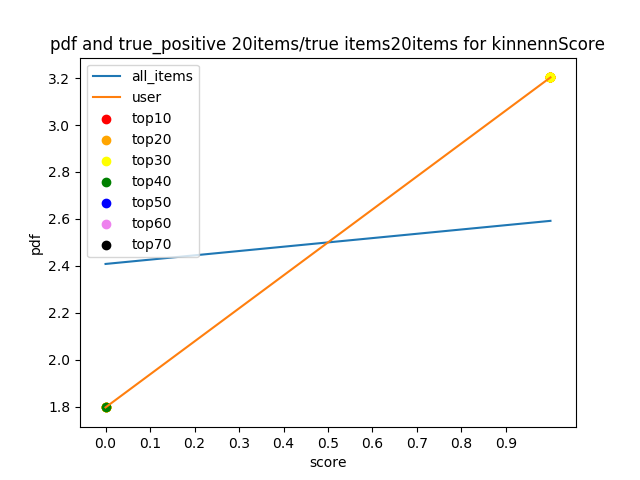 pdf and true_positive 20items/true items20items for kinnennScore
all_items
user
top10
top20
top30
top40
top50
top60
top70
pdf
3.2
3.0
2.8
2.6
2.4
2.2
2.0
1.8
0.0 0.1 0.2 0.3 0.4 0.5 0.6 0.7 0.8 0.9
score